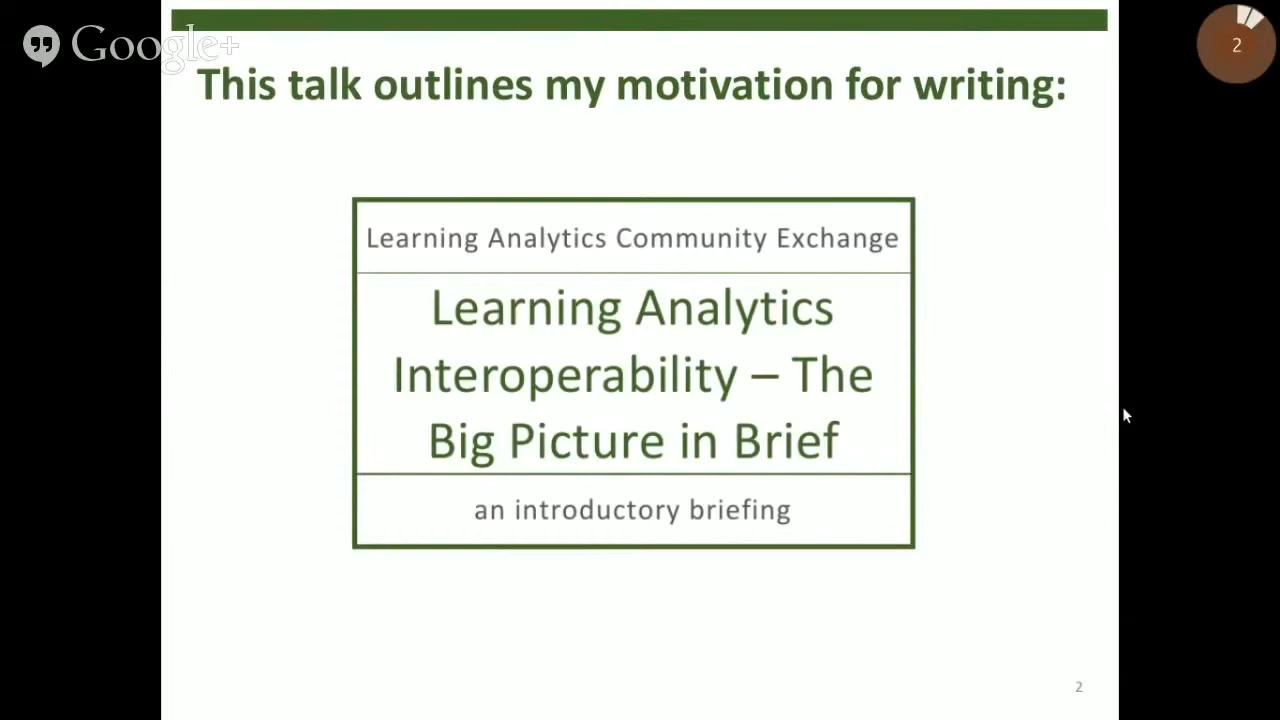 Google+
2
This talk outlines my motivation for writing:
Learning Analytics Community Exchange
Learning Analytics
Interoperability – The
Big Picture in Brief
an introductory briefing
2